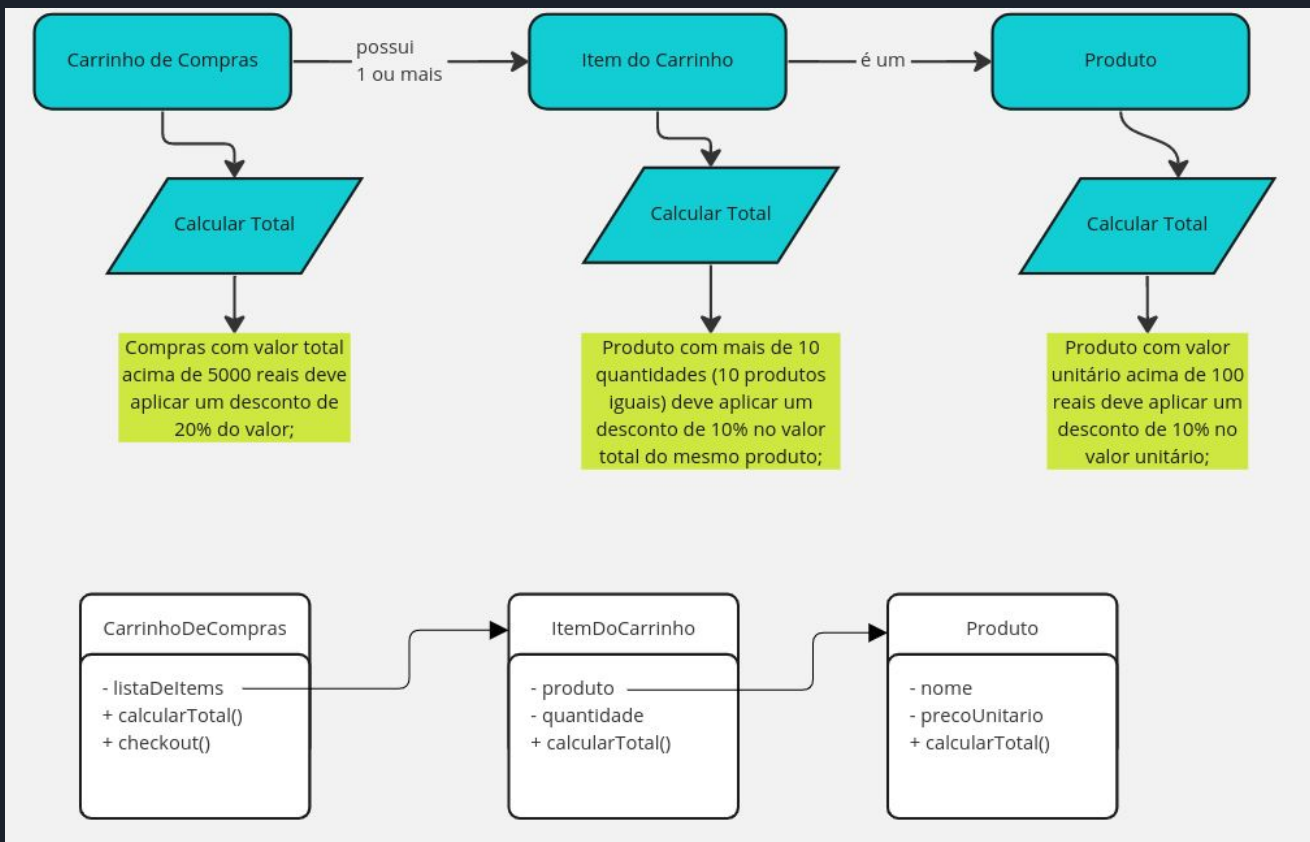 Carrinho de Compras
possui
1 ou mais
Item do Carrinho
é um
Produto
Calcular Total
Calcular Total
Calcular Total
Compras com valor total
acima de 5000 reais deve
aplicar um desconto de
20% do valor;
Produto com mais de 10
quantidades (10 produtos
iguais) deve aplicar um
desconto de 10% no valor
total do mesmo produto;
Produto com valor
unitário acima de 100
reais deve aplicar um
desconto de 10% no
valor unitário;
CarrinhoDeCompras
- listaDeItems
+ calcularTotal()
+ checkout()
ItemDoCarrinho
- produto
- quantidade
+ calcularTotal()
Produto
- nome
- precoUnitario
+ calcularTotal()